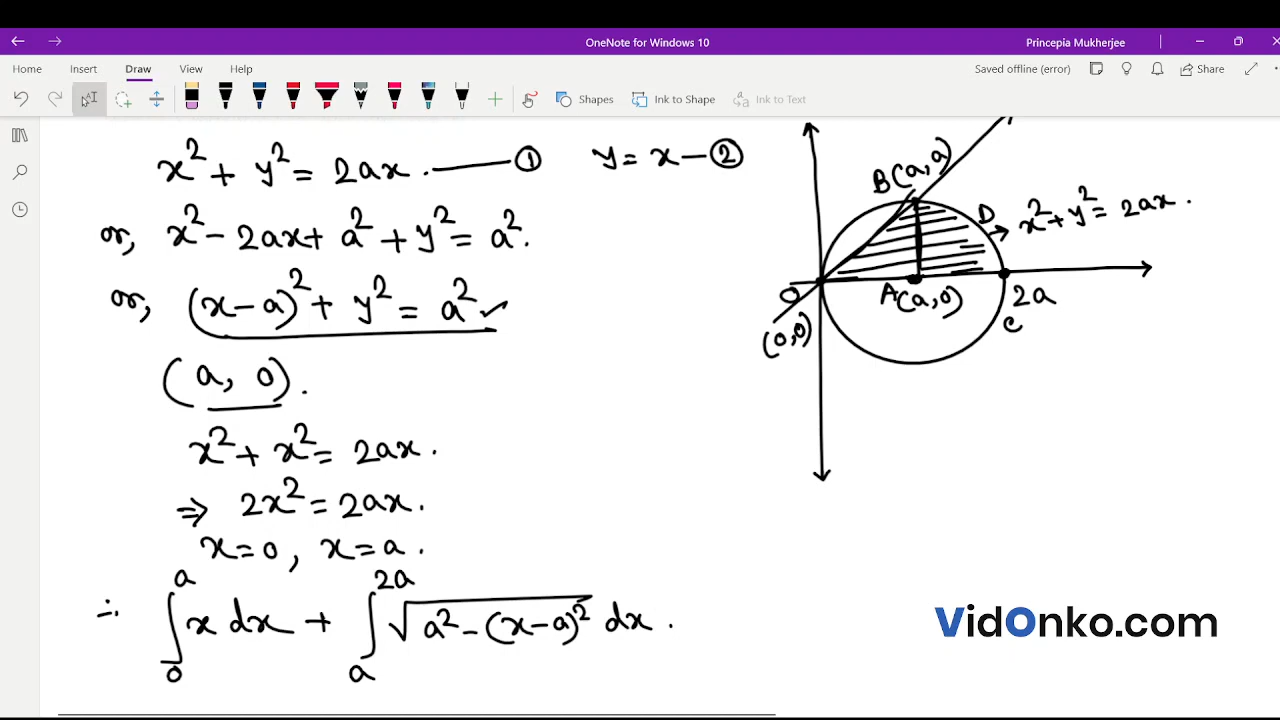 OneNote for Windows 10
Princepia Mukherjee
Home Insert Draw View Help
Saved offline (error)
Share
Shapes
Ink to Shape
Ink to Text
x² + y² = 2ax. —— ①
y = x — ②
or, x² - 2ax + a² + y² = a².
or, (x-a)² + y² = a² ✓
(a, 0).
x² + x² = 2ax.
⇒ 2x² = 2ax.
x = 0, x = a.
∴ ∫₀ᵃ x dx + ∫ₐ²ᵃ √(a² - (x-a)²) dx.
B(a, a)
D
x² + y² = 2ax.
O
(0,0)
A(a,0)
2a
C
VidOnko.com